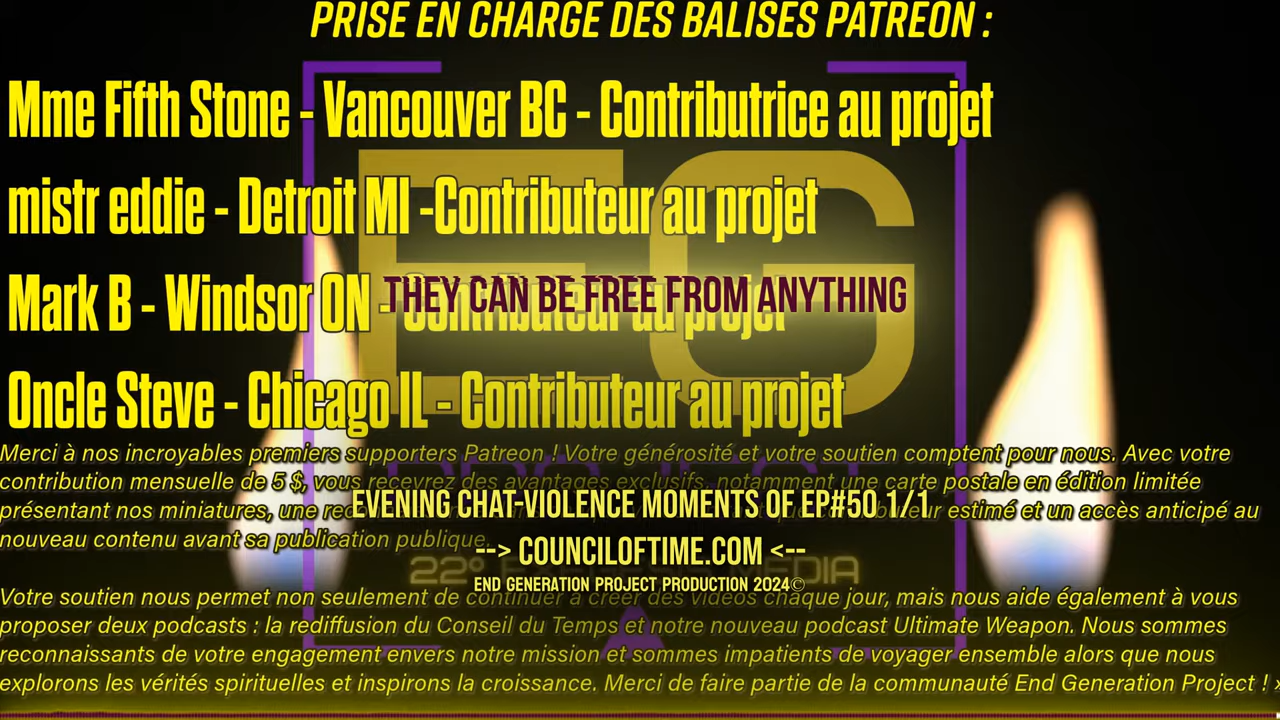 PRISE EN CHARGE DES BALISES PATREON :
Mme Fifth Stone - Vancouver BC - Contributrice au projet
mistr eddie - Detroit MI -Contributeur au projet
Mark B - Windsor ON - Contributeur au projet
THEY CAN BE FREE FROM ANYTHING
Oncle Steve - Chicago IL - Contributeur au projet
EG
Merci à nos incroyables premiers supporters Patreon ! Votre générosité et votre soutien comptent pour nous. Avec votre
contribution mensuelle de 5 $, vous recevrez des avantages exclusifs, notamment une carte postale en édition limitée
présentant nos miniatures, une estimé et un accès anticipé au
nouveau contenu avant sa publication publique.
EVENING CHAT-VIOLENCE MOMENTS OF EP#50 1/1
--> COUNCILOFTIME.COM <--
22°
END GENERATION PROJECT PRODUCTION 2024©
Votre soutien nous permet non seulement de continuer à créer des vidéos chaque jour, mais nous aide également à vous
proposer deux podcasts : la rediffusion du Conseil du Temps et notre nouveau podcast Ultimate Weapon. Nous sommes
reconnaissants de votre engagement envers notre mission et sommes impatients de voyager ensemble alors que nous
explorons les vérités spirituelles et inspirons la croissance. Merci de faire partie de la communauté End Generation Project !